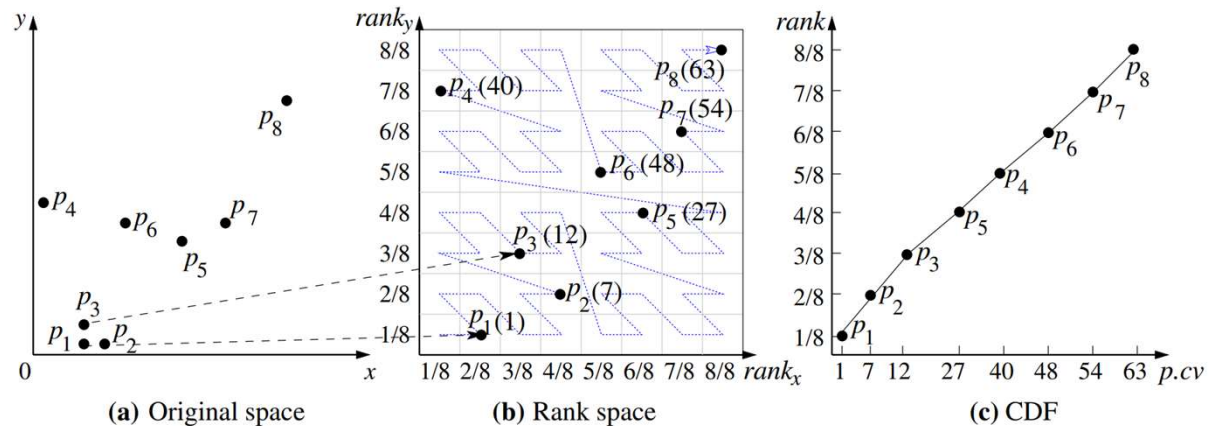 y
p8
p4
p6
p7
p5
p3
p1
p2
0
x
(a) Original space
ranky
8/8
7/8
6/8
5/8
4/8
3/8
2/8
1/8
p8 (63)
p4 (40)
p7 (54)
p6 (48)
p5 (27)
p3 (12)
p2 (7)
p1 (1)
1/8 2/8 3/8 4/8 5/8 6/8 7/8 8/8 rankx
(b) Rank space
rank
8/8
7/8
6/8
5/8
4/8
3/8
2/8
1/8
p8
p7
p6
p4
p5
p3
p2
p1
1 7 12 27 40 48 54 63 p.cv
(c) CDF